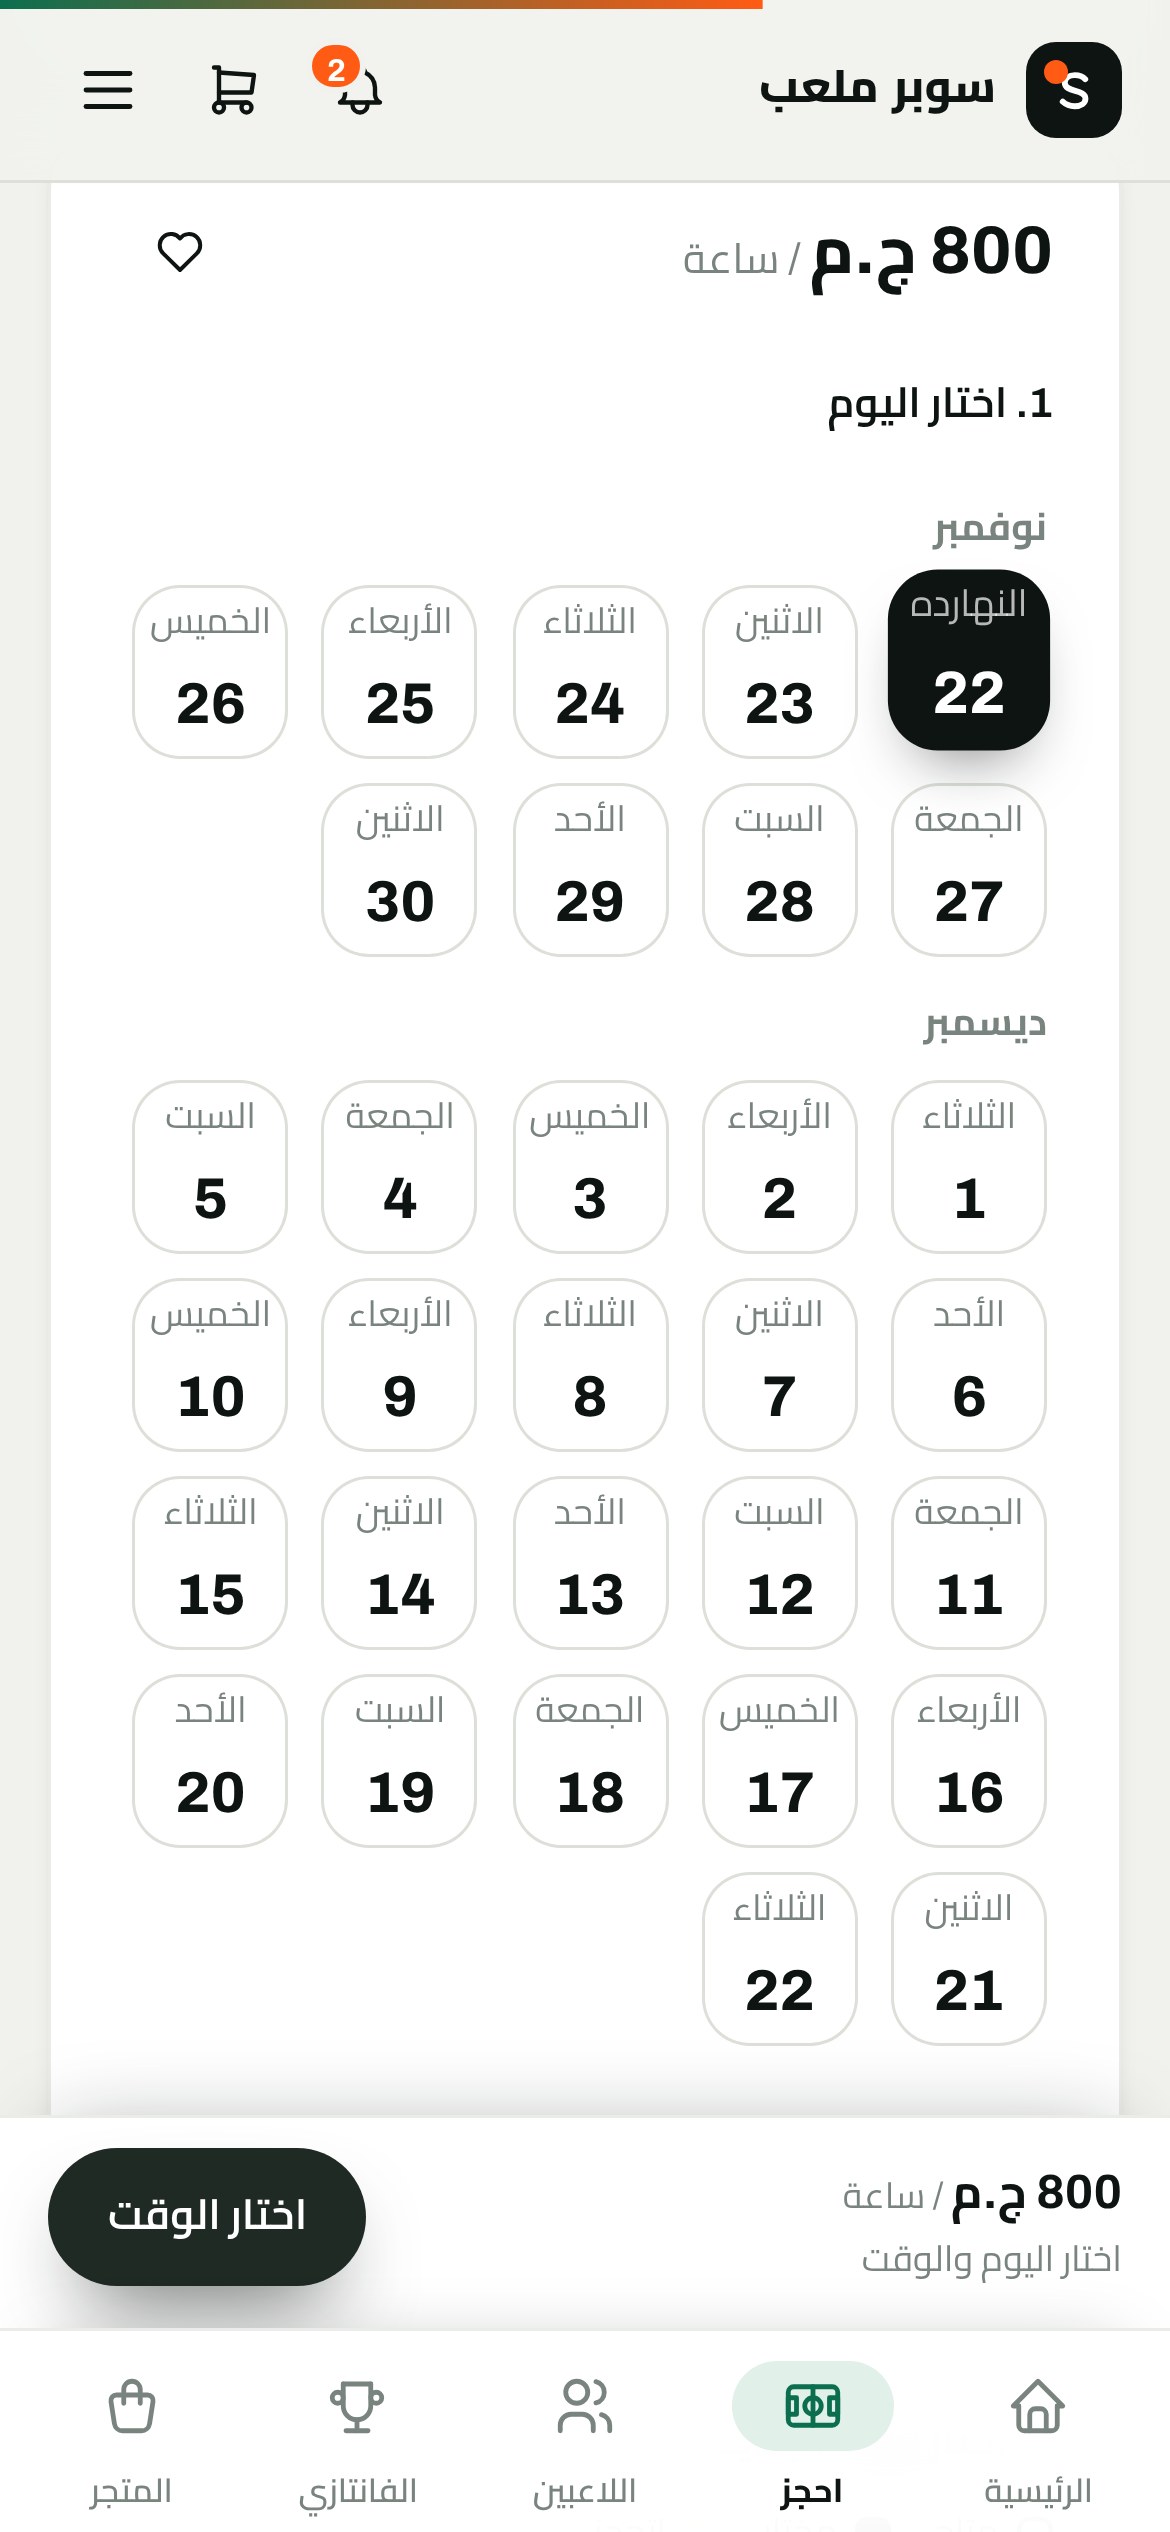 سوبر ملعب
S
2
800 ج.م / ساعة
1. اختار اليوم
نوفمبر
النهارده الاثنين الثلاثاء الأربعاء الخميس
22 23 24 25 26
الجمعة السبت الأحد الاثنين
27 28 29 30
ديسمبر
الثلاثاء الأربعاء الخميس الجمعة السبت
1 2 3 4 5
الأحد الاثنين الثلاثاء الأربعاء الخميس
6 7 8 9 10
الجمعة السبت الأحد الاثنين الثلاثاء
11 12 13 14 15
الأربعاء الخميس الجمعة السبت الأحد
16 17 18 19 20
الاثنين الثلاثاء
21 22
800 ج.م / ساعة
اختار اليوم والوقت
اختار الوقت
الرئيسية احجز اللاعبين الفانتازي المتجر